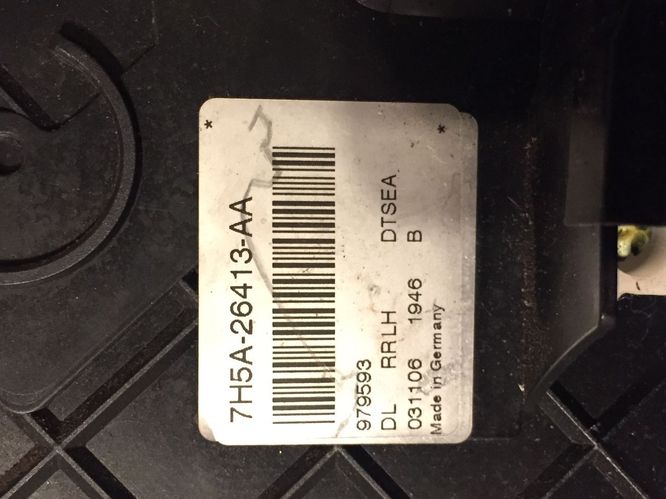 * *
7H5A-26413-AA
979593
DL RRLH DTSEA
031106 1946 B
Made in Germany